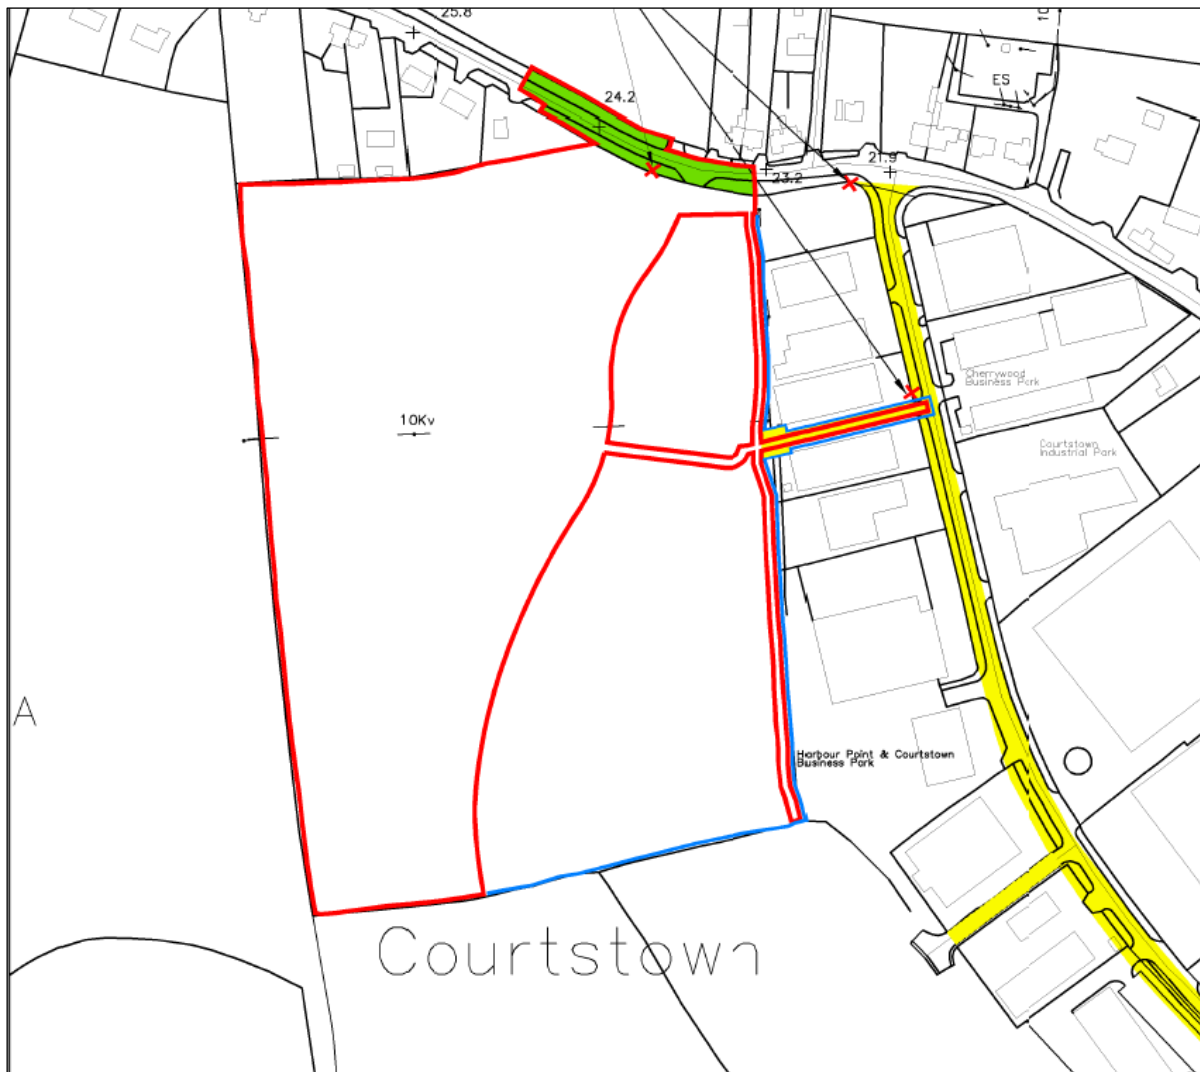 25.8
10
ES
24.2
21.9
23.2
Cherrywood
Business Park
10Kv
Courtstown
Industrial Park
A
Harbour Point & Courtstown
Business Park
Courtstown